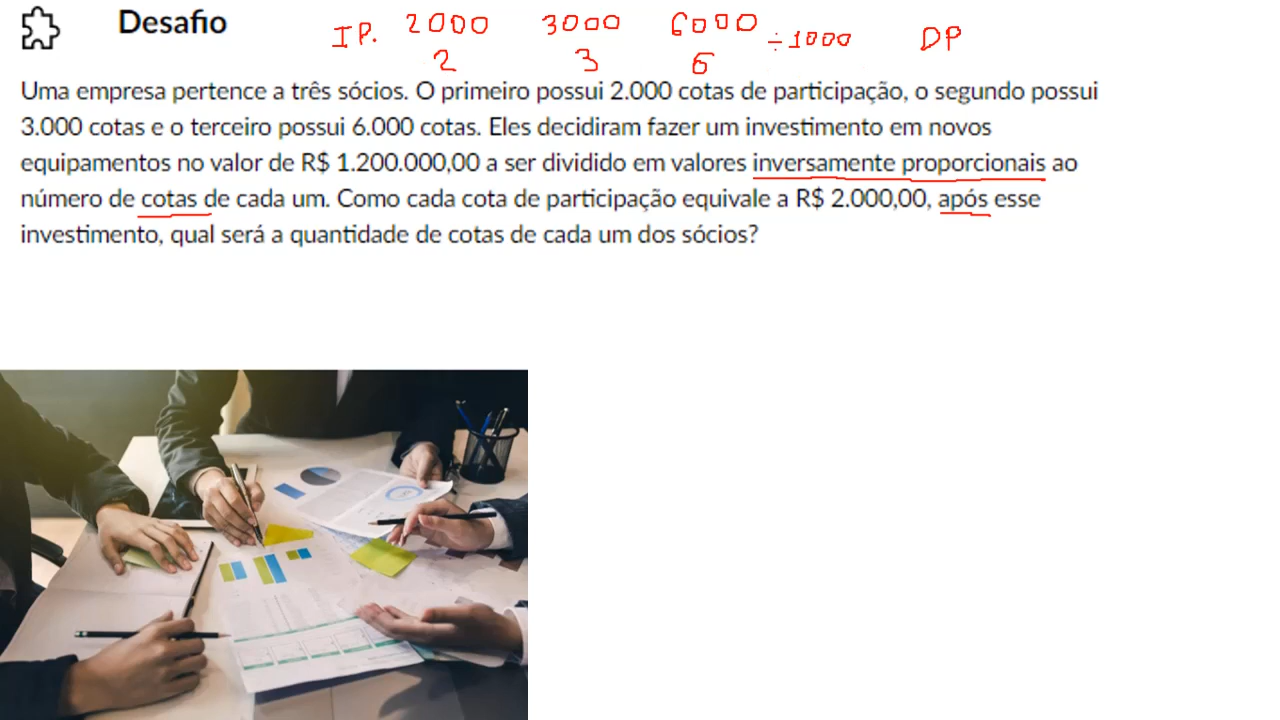 Desafio
IP. 2000 3000 6000 ÷1000 DP
2 3 6
Uma empresa pertence a três sócios. O primeiro possui 2.000 cotas de participação, o segundo possui
3.000 cotas e o terceiro possui 6.000 cotas. Eles decidiram fazer um investimento em novos
equipamentos no valor de R$ 1.200.000,00 a ser dividido em valores inversamente proporcionais ao
número de cotas de cada um. Como cada cota de participação equivale a R$ 2.000,00, após esse
investimento, qual será a quantidade de cotas de cada um dos sócios?